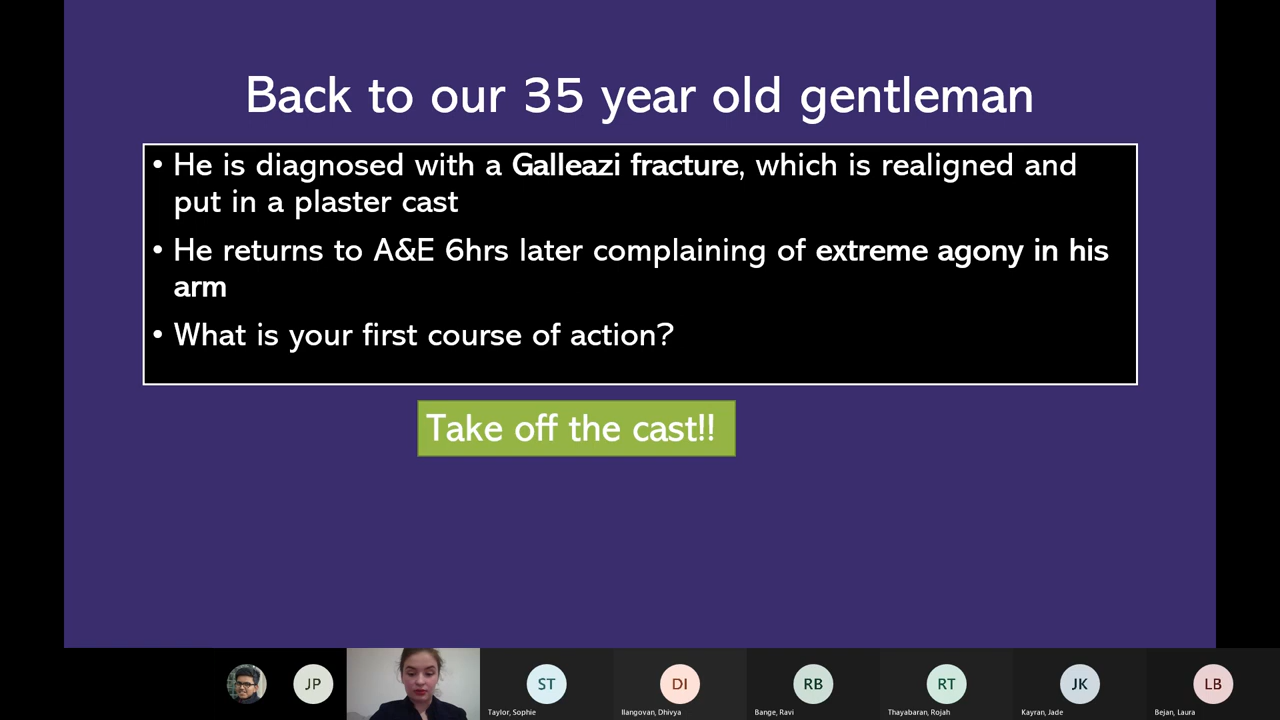 Back to our 35 year old gentleman
• He is diagnosed with a Galleazi fracture, which is realigned and
put in a plaster cast
• He returns to A&E 6hrs later complaining of extreme agony in his
arm
• What is your first course of action?
Take off the cast!!
JP
ST
DI
RB
RT
JK
LB
Taylor, Sophie
Ilangovan, Dhivya
Bange, Ravi
Thayabaran, Rojah
Kayran, Jade
Bejan, Laura